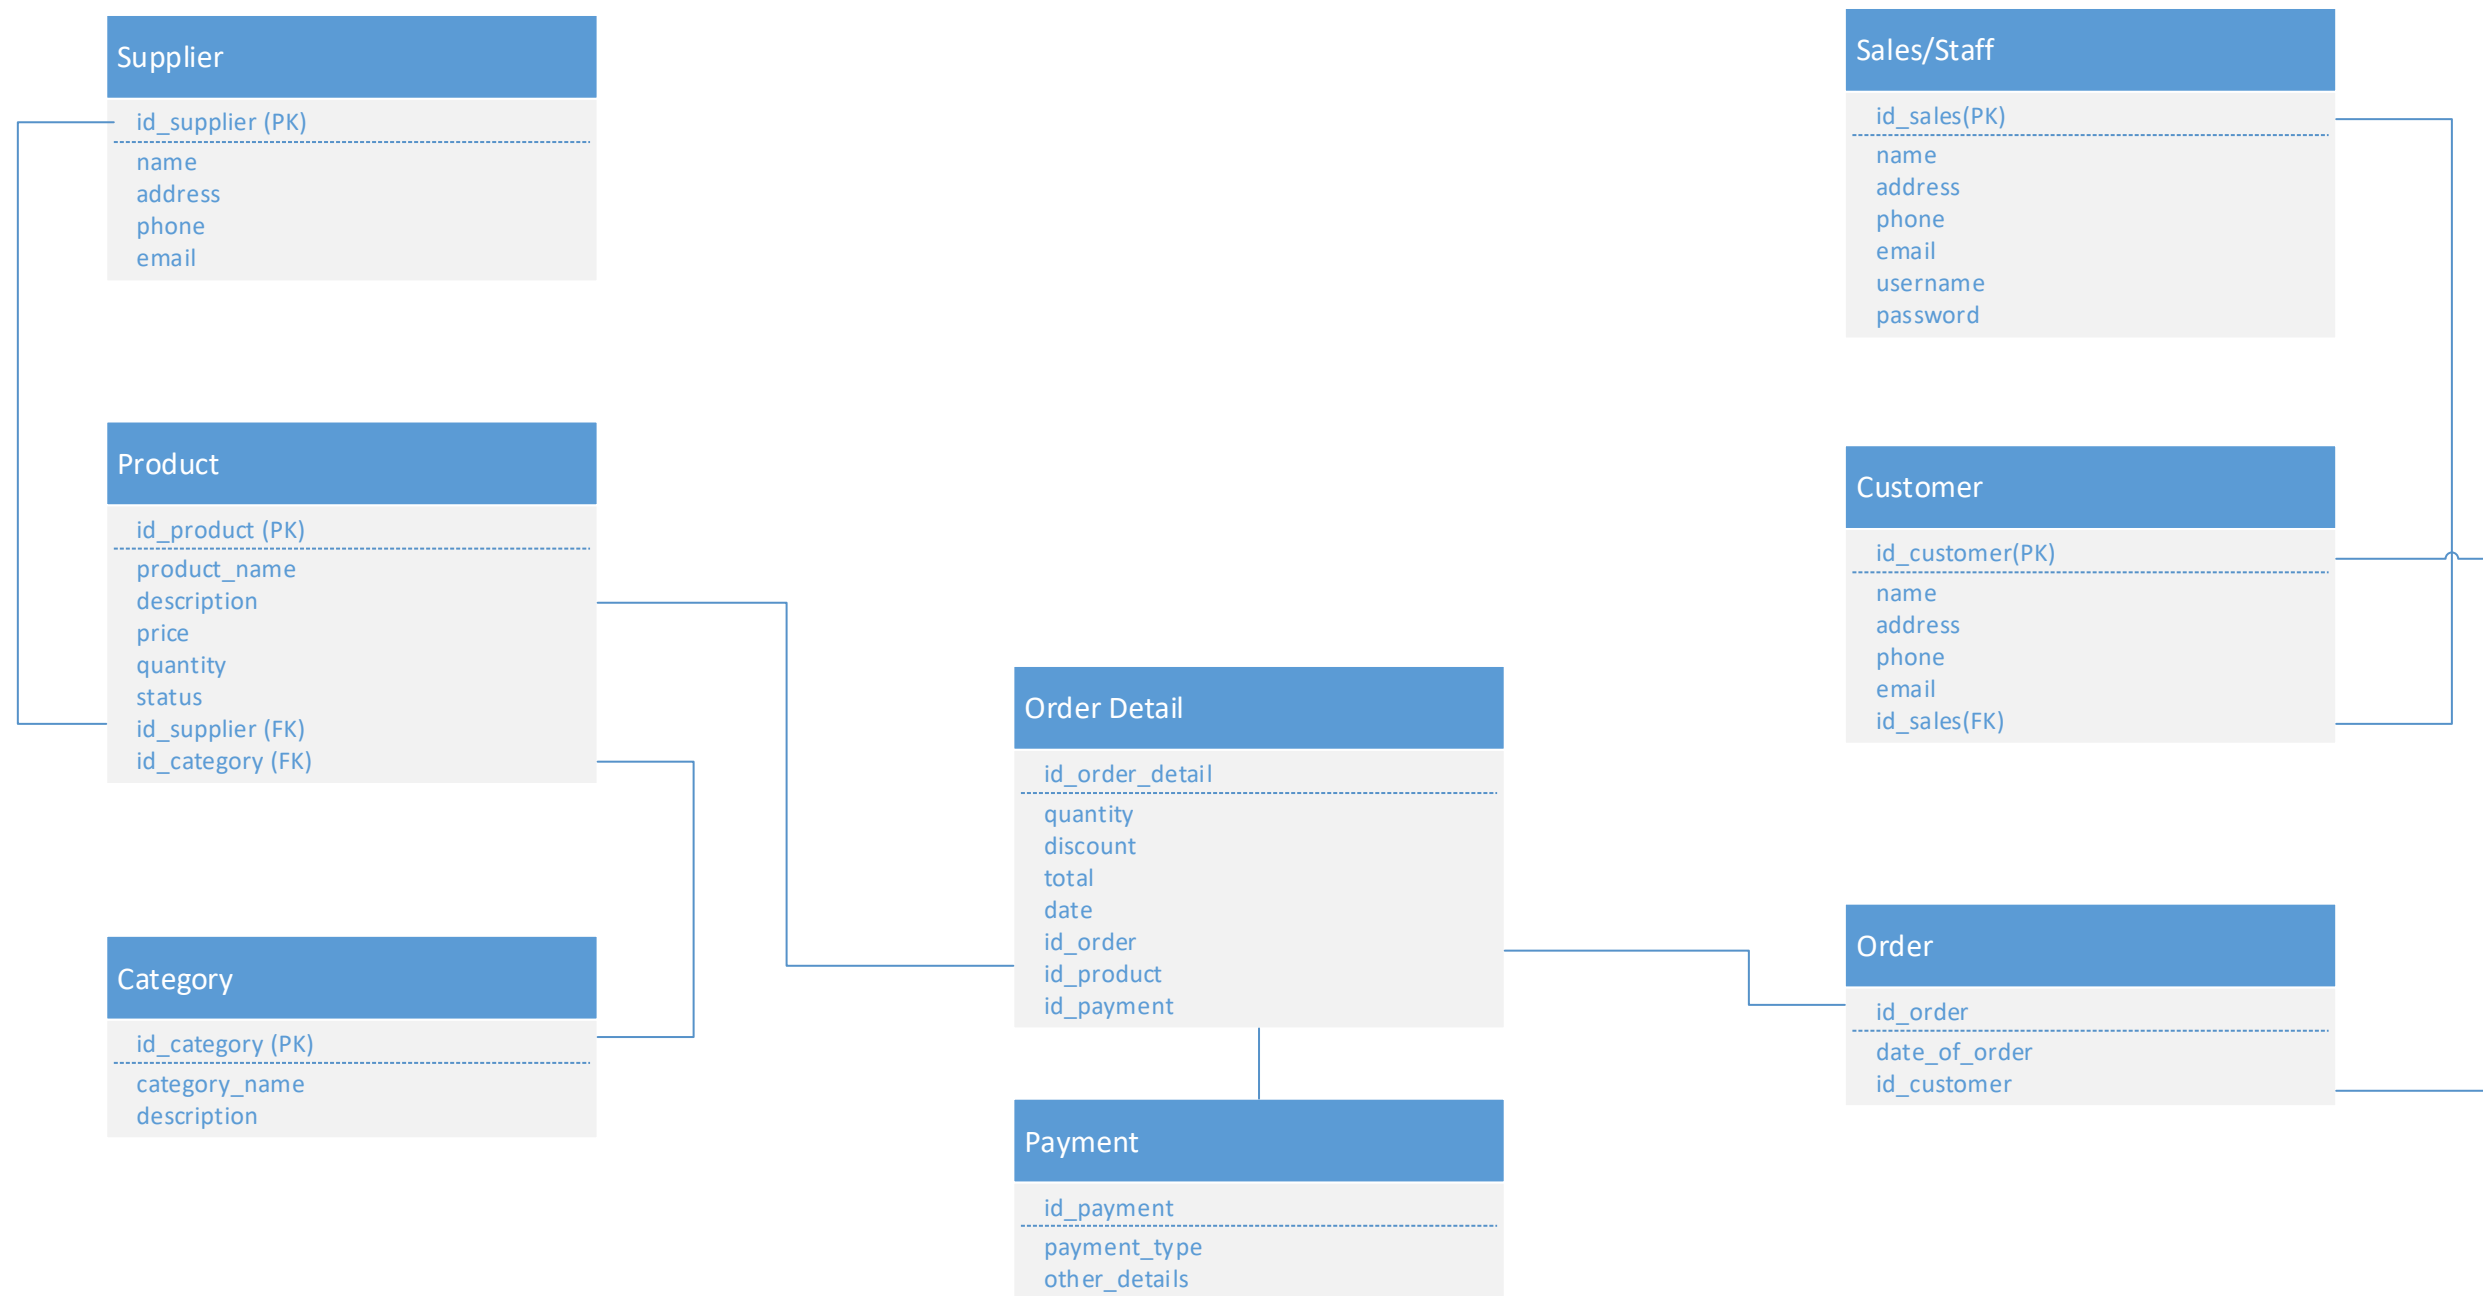 Supplier
id_supplier (PK)
name
address
phone
email
Sales/Staff
id_sales(PK)
name
address
phone
email
username
password
Product
id_product (PK)
product_name
description
price
quantity
status
id_supplier (FK)
id_category (FK)
Customer
id_customer(PK)
name
address
phone
email
id_sales(FK)
Order Detail
id_order_detail
quantity
discount
total
date
id_order
id_product
id_payment
Category
id_category (PK)
category_name
description
Order
id_order
date_of_order
id_customer
Payment
id_payment
payment_type
other_details